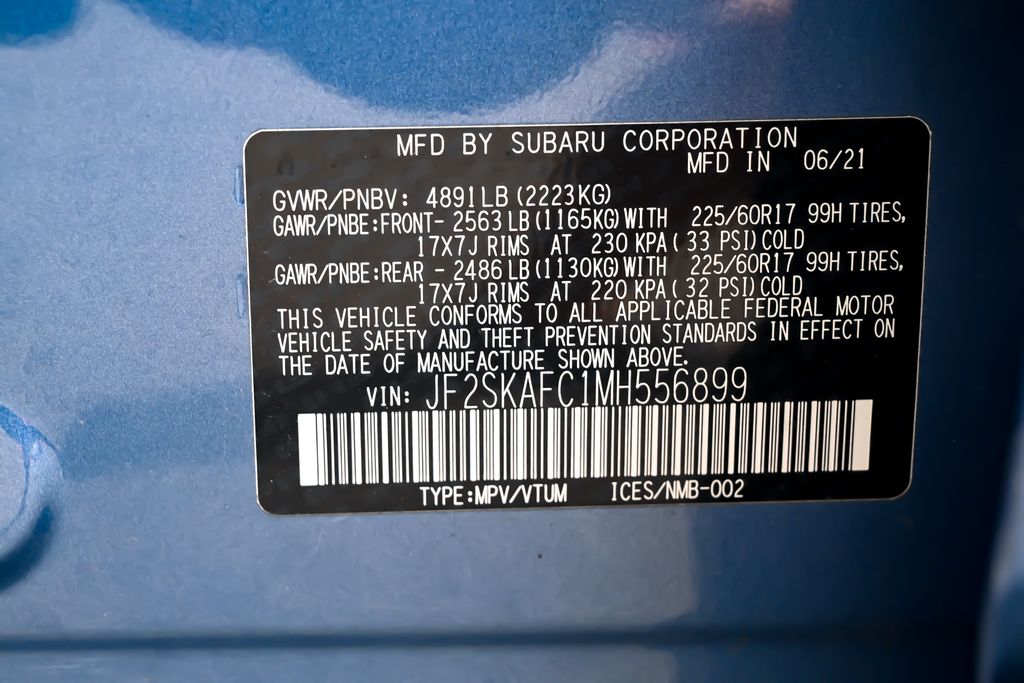 MFD BY SUBARU CORPORATION
MFD IN 06/21
GVWR/PNBV: 4891LB (2223KG)
GAWR/PNBE:FRONT- 2563LB(1165KG)WITH 225/60R17 99H TIRES,
17X7J RIMS AT 230 KPA( 33 PSI)COLD
GAWR/PNBE:REAR - 2486LB(1130KG)WITH 225/60R17 99H TIRES,
17X7J RIMS AT 220 KPA( 32 PSI)COLD
THIS VEHICLE CONFORMS TO ALL APPLICABLE FEDERAL MOTOR
VEHICLE SAFETY AND THEFT PREVENTION STANDARDS IN EFFECT ON
THE DATE OF MANUFACTURE SHOWN ABOVE.
VIN: JF2SKAFC1MH556899
TYPE:MPV/VTUM ICES/NMB-002